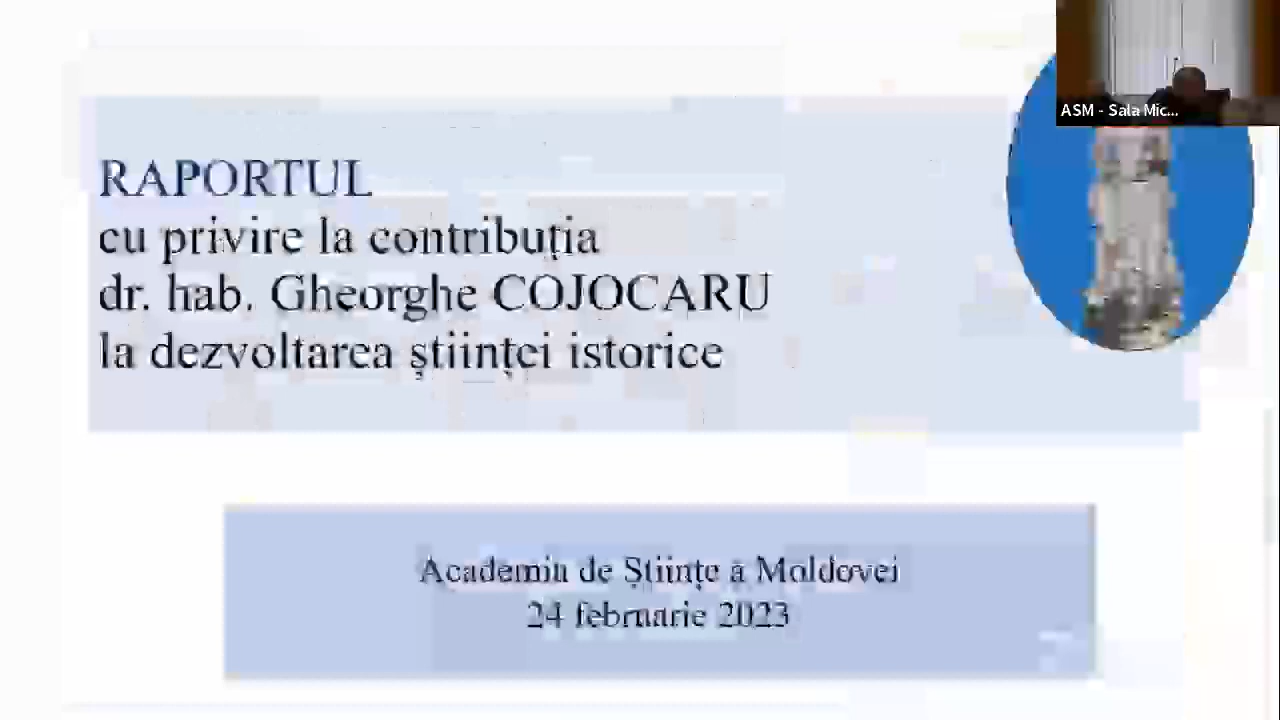 RAPORTUL
cu privire la contribuția
dr. hab. Gheorghe COJOCARU
la dezvoltarea științei istorice
Academia de Științe a Moldovei
24 februarie 2023
ASM - Sala Mic...